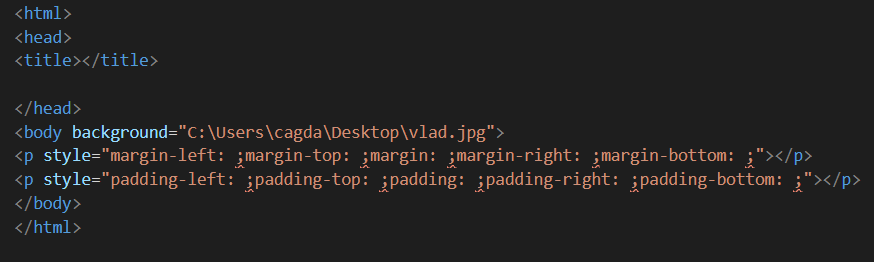 <html>
<head>
<title></title>
</head>
<body background="C:\Users\cagda\Desktop\vlad.jpg">
<p style="margin-left: ;margin-top: ;margin: ;margin-right: ;margin-bottom: ;"></p>
<p style="padding-left: ;padding-top: ;padding: ;padding-right: ;padding-bottom: ;"></p>
</body>
</html>